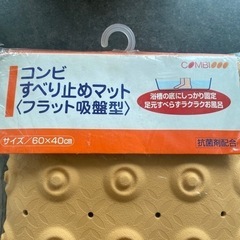 COMBI
コンビ
すべり止めマット
〈フラット吸盤型〉
浴槽の底にしっかり固定
足元すべらずラクラクお風呂
サイズ／60×40㎝
抗菌剤配合